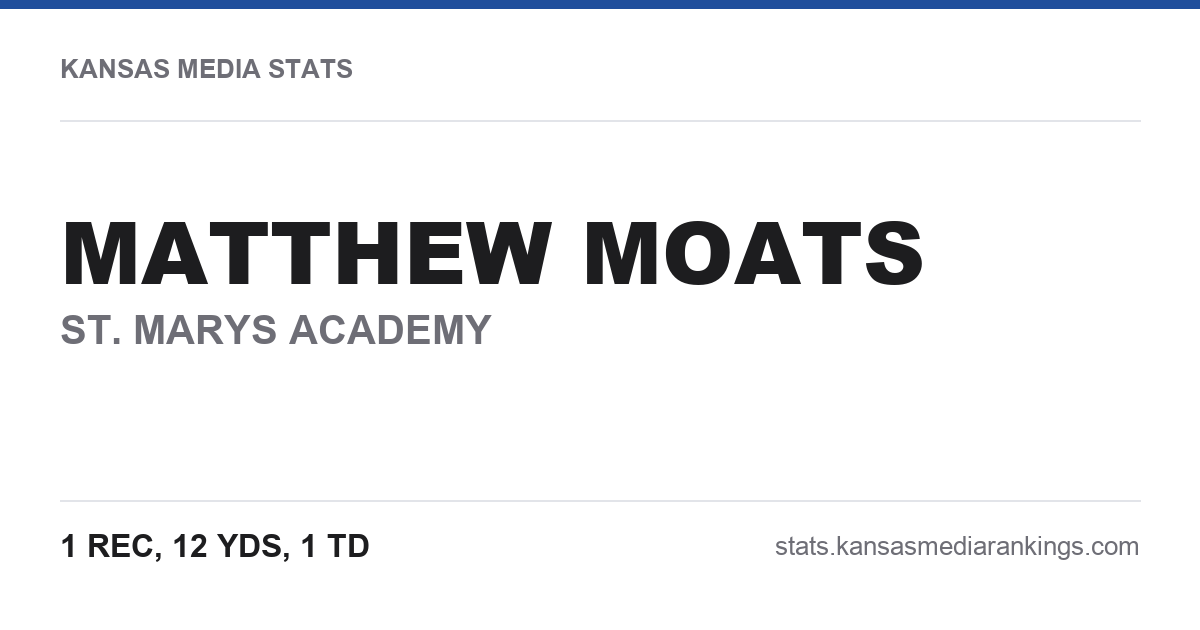 KANSAS MEDIA STATS
MATTHEW MOATS
ST. MARYS ACADEMY
1 REC, 12 YDS, 1 TD
stats.kansasmediarankings.com